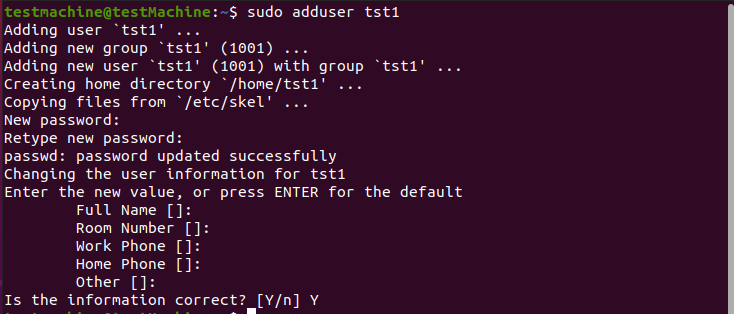 testmachine@testMachine:~$ sudo adduser tst1
Adding user `tst1' ...
Adding new group `tst1' (1001) ...
Adding new user `tst1' (1001) with group `tst1' ...
Creating home directory `/home/tst1' ...
Copying files from `/etc/skel' ...
New password:
Retype new password:
passwd: password updated successfully
Changing the user information for tst1
Enter the new value, or press ENTER for the default
        Full Name []:
        Room Number []:
        Work Phone []:
        Home Phone []:
        Other []:
Is the information correct? [Y/n] Y